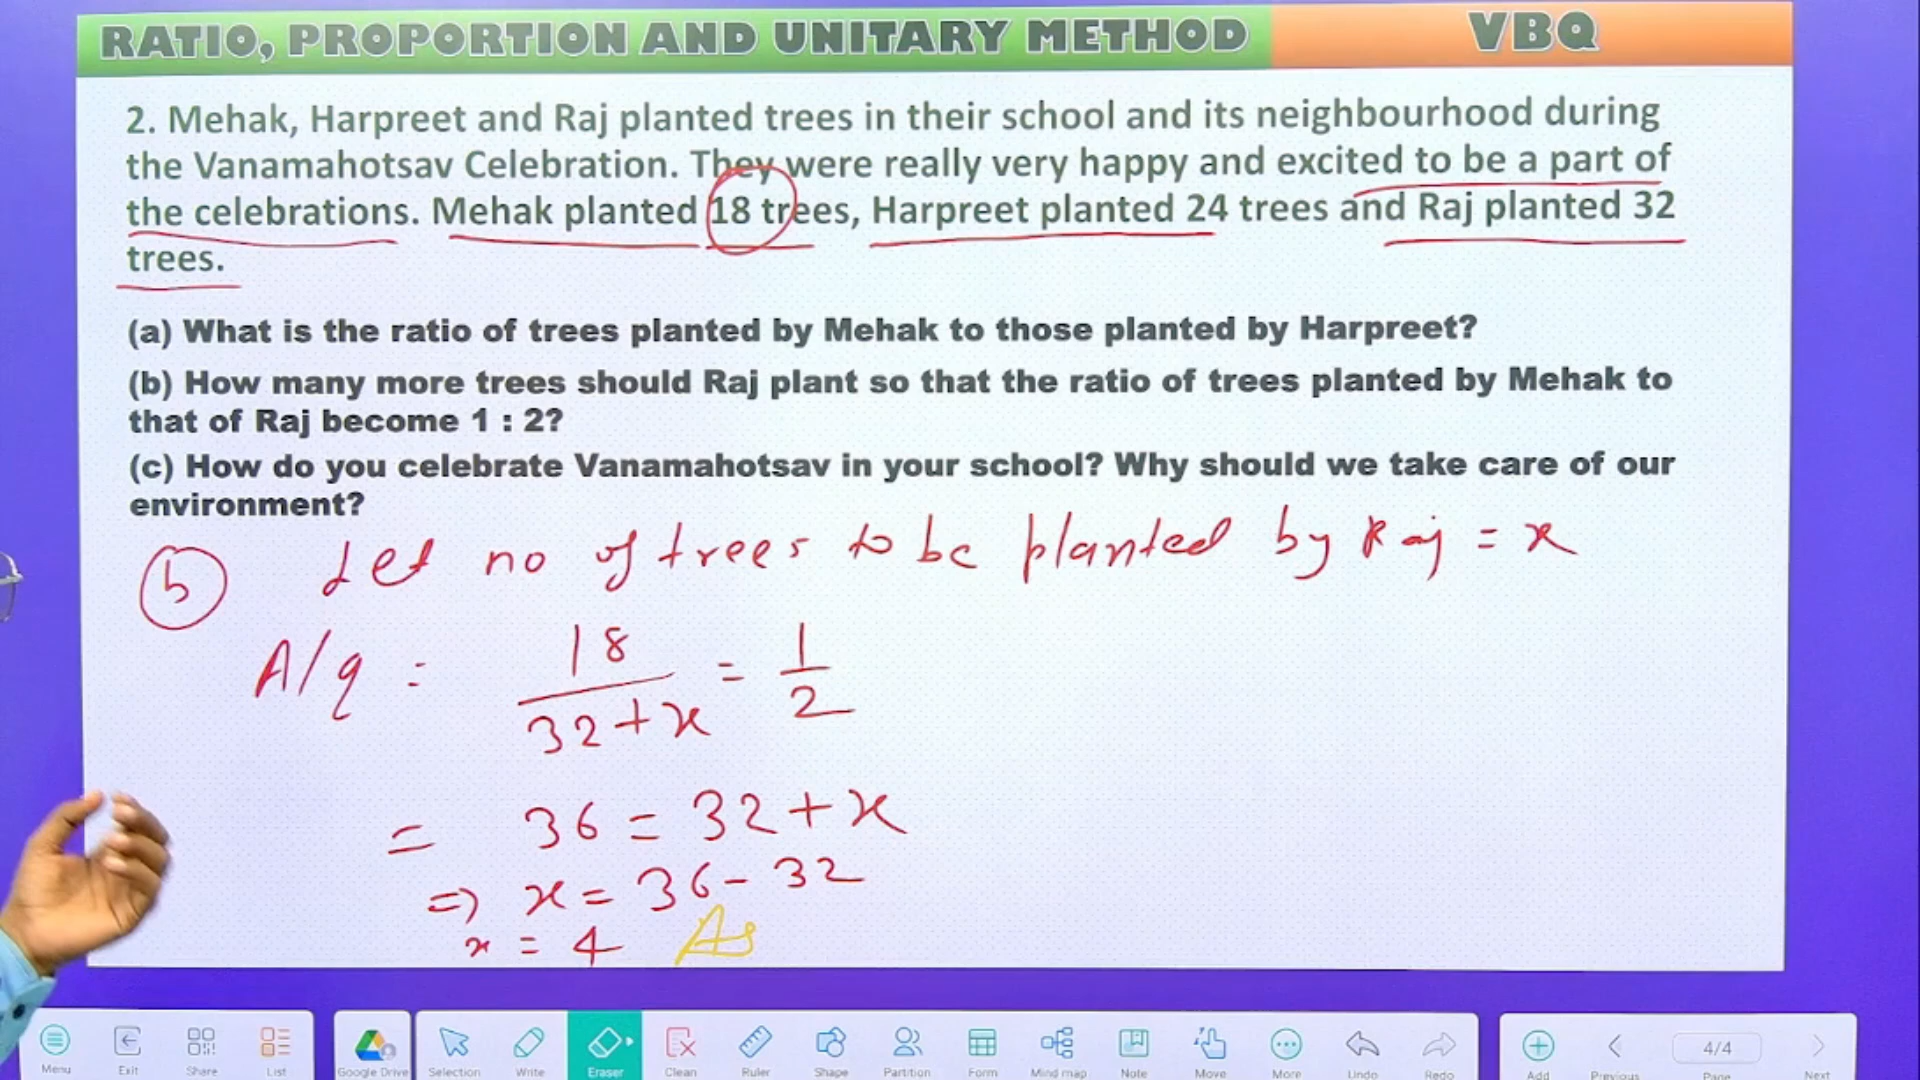 RATIO, PROPORTION AND UNITARY METHOD VBQ
2. Mehak, Harpreet and Raj planted trees in their school and its neighbourhood during
the Vanamahotsav Celebration. They were really very happy and excited to be a part of
the celebrations. Mehak planted 18 trees, Harpreet planted 24 trees and Raj planted 32
trees.
(a) What is the ratio of trees planted by Mehak to those planted by Harpreet?
(b) How many more trees should Raj plant so that the ratio of trees planted by Mehak to
that of Raj become 1 : 2?
(c) How do you celebrate Vanamahotsav in your school? Why should we take care of our
environment?
b Let no of trees to be planted by Raj = x
A/q : 18/32+x = 1/2
= 36 = 32+x
=> x = 36-32
x = 4 As
Menu Exit Share List Google Drive Selection Write Eraser Clean Ruler Shape Partition Form Mind map Note Move More Undo Redo Add Previous 4/4 Page Next